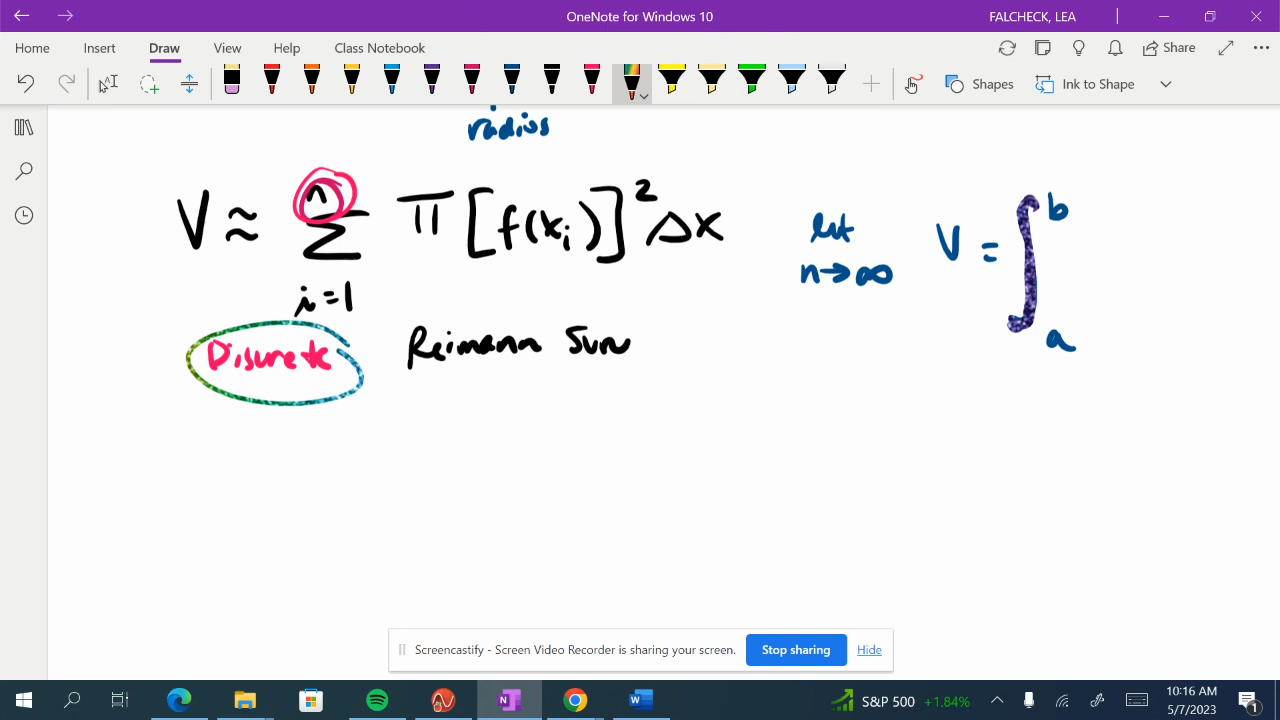 OneNote for Windows 10
FALCHECK, LEA
Home Insert Draw View Help Class Notebook
Share
Shapes
Ink to Shape
radius
V ≈ n Σ i=1 π [f(xᵢ)]² Δx
let
n→∞
V = ∫ b a
Discrete
Reimann Sum
Screencastify - Screen Video Recorder is sharing your screen.
Stop sharing
Hide
S&P 500 +1.84%
10:16 AM
5/7/2023
1